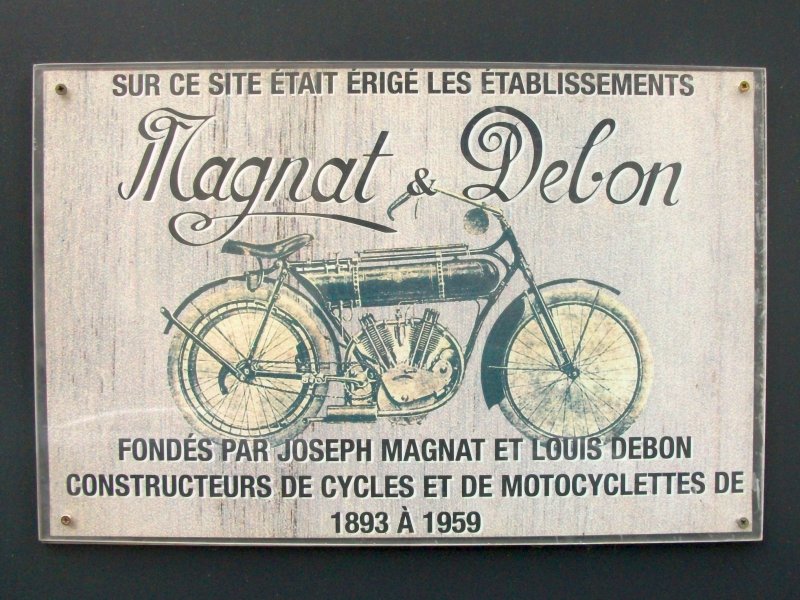 SUR CE SITE ÉTAIT ÉRIGÉ LES ÉTABLISSEMENTS
Magnat & Debon
FONDÉS PAR JOSEPH MAGNAT ET LOUIS DEBON
CONSTRUCTEURS DE CYCLES ET DE MOTOCYCLETTES DE
1893 À 1959